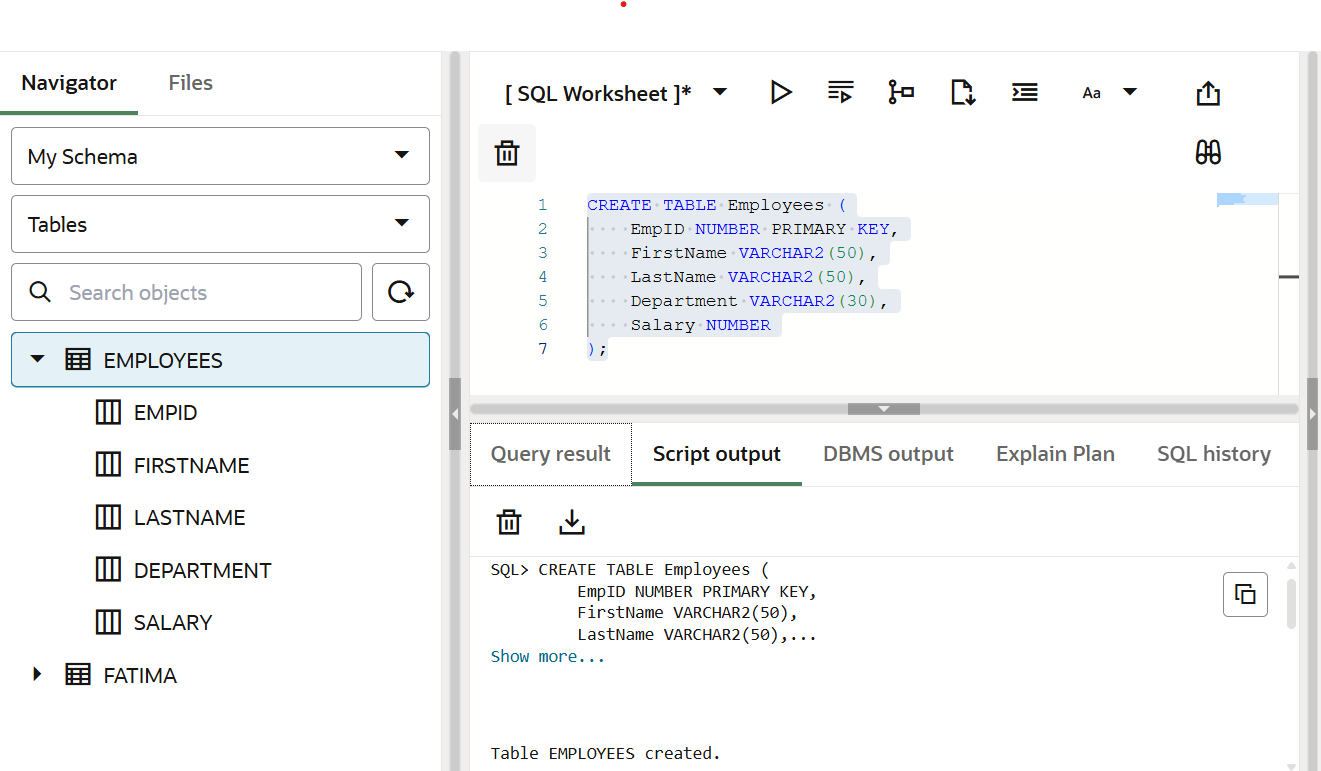 Navigator Files
My Schema
Tables
Search objects
EMPLOYEES
EMPID
FIRSTNAME
LASTNAME
DEPARTMENT
SALARY
FATIMA
[ SQL Worksheet ]* Aa
1 CREATE TABLE Employees (
2 EmpID NUMBER PRIMARY KEY,
3 FirstName VARCHAR2(50),
4 LastName VARCHAR2(50),
5 Department VARCHAR2(30),
6 Salary NUMBER
7 );
Query result Script output DBMS output Explain Plan SQL history
SQL> CREATE TABLE Employees (
EmpID NUMBER PRIMARY KEY,
FirstName VARCHAR2(50),
LastName VARCHAR2(50),...
Show more...
Table EMPLOYEES created.